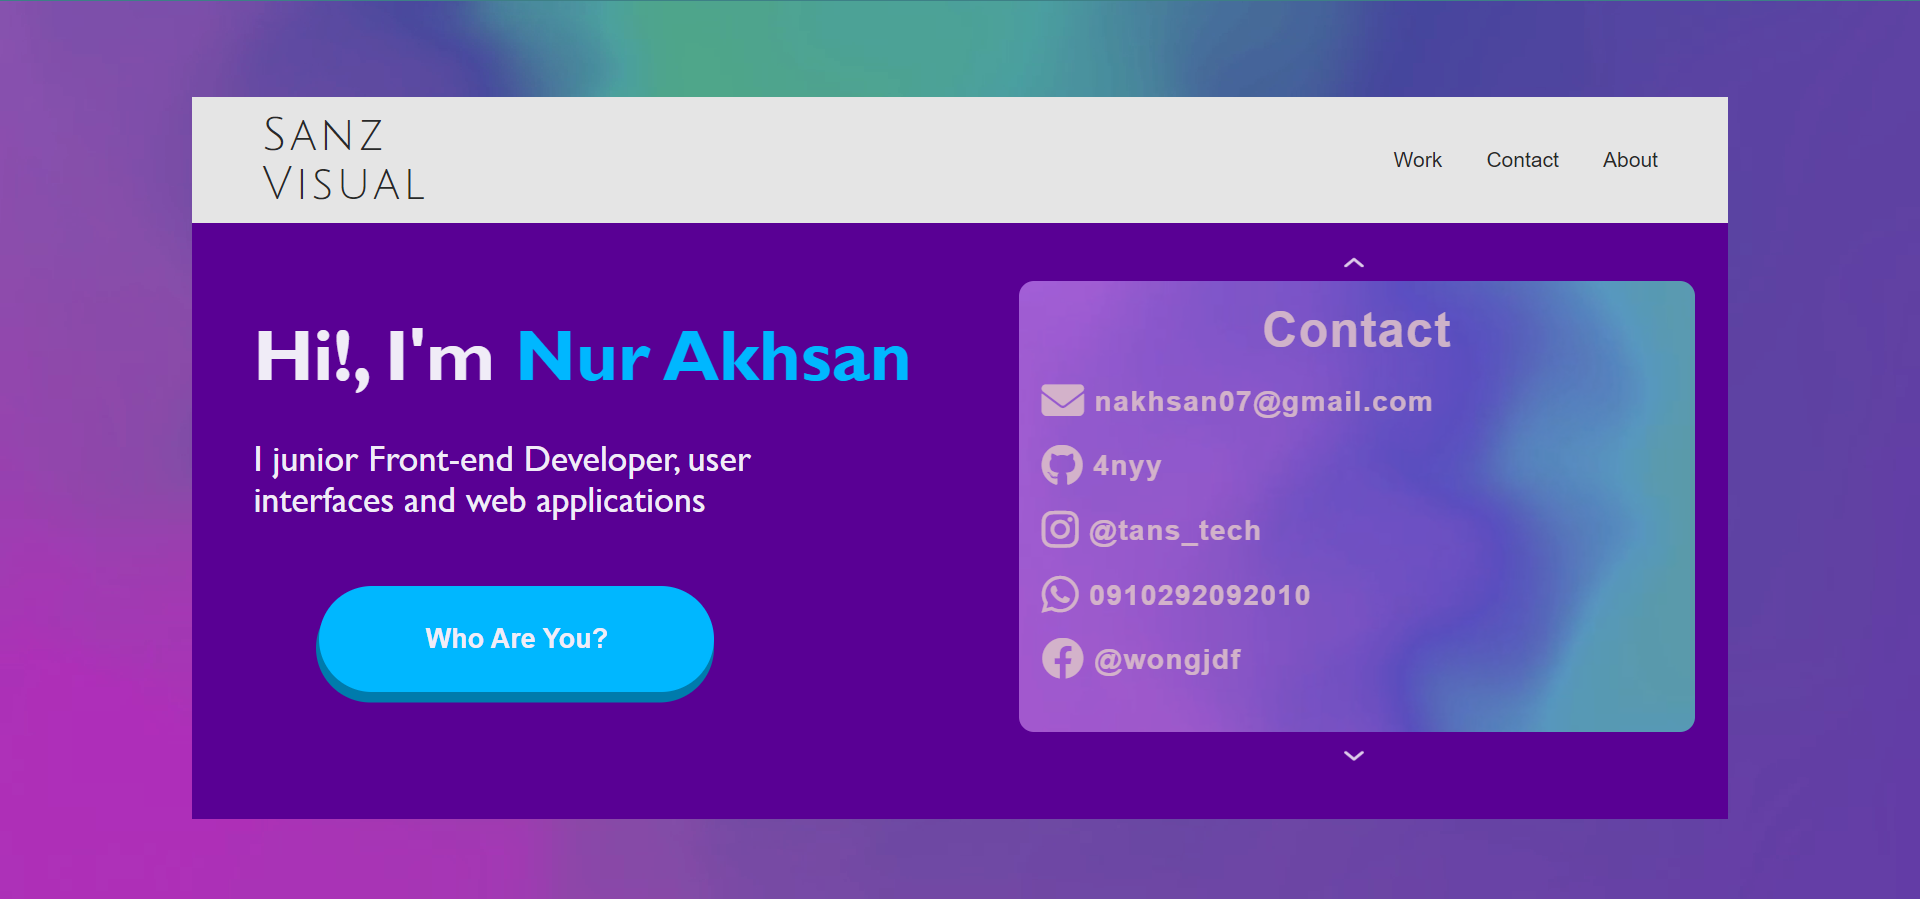 SANZ
VISUAL
Work
Contact
About
Hi!, I'm Nur Akhsan
I junior Front-end Developer, user
interfaces and web applications
Who Are You?
Contact
nakhsan07@gmail.com
4nyy
@tans_tech
0910292092010
@wongjdf